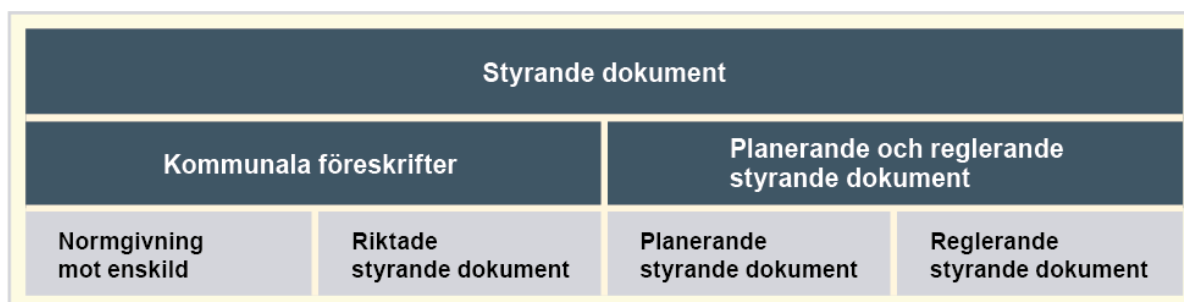 Styrande dokument
Kommunala föreskrifter
Planerande och reglerande
styrande dokument
Normgivning
mot enskild
Riktade
styrande dokument
Planerande
styrande dokument
Reglerande
styrande dokument